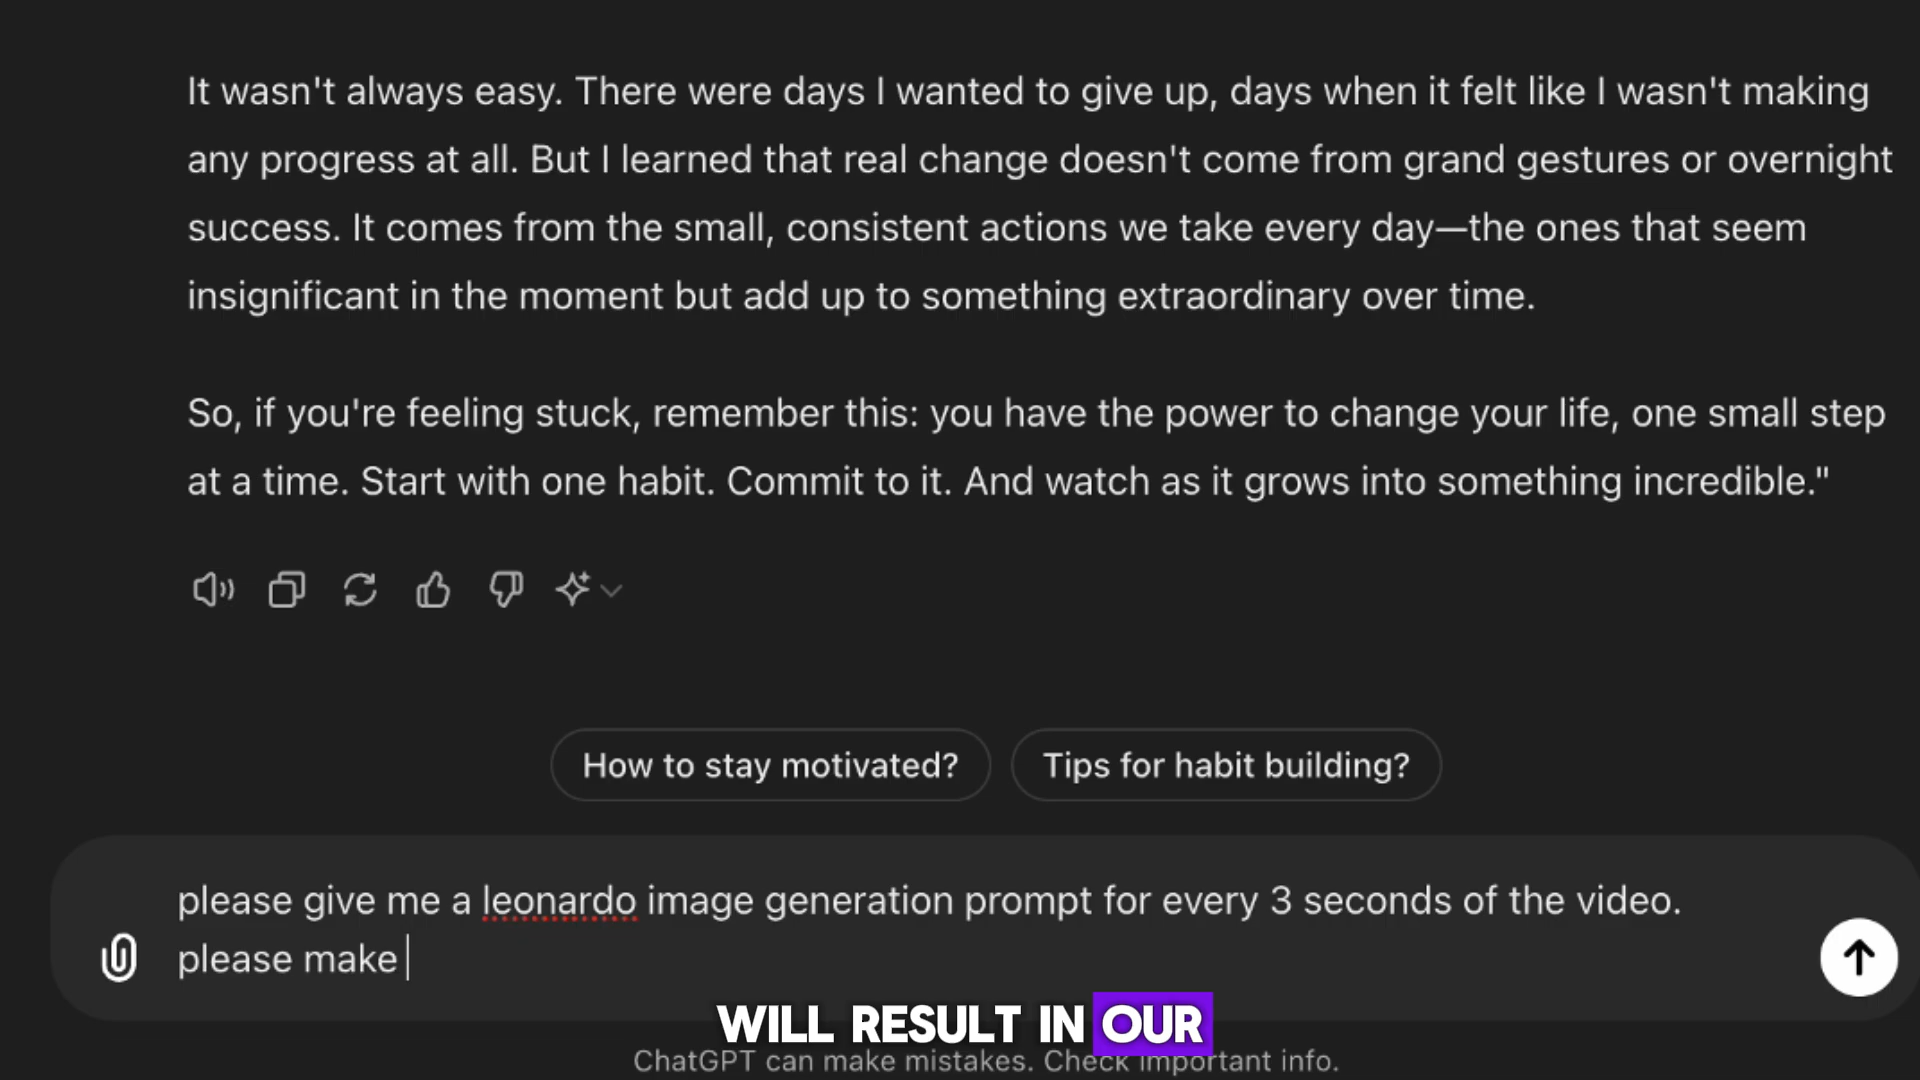 It wasn't always easy. There were days I wanted to give up, days when it felt like I wasn't making
any progress at all. But I learned that real change doesn't come from grand gestures or overnight
success. It comes from the small, consistent actions we take every day—the ones that seem
insignificant in the moment but add up to something extraordinary over time.
So, if you're feeling stuck, remember this: you have the power to change your life, one small step
at a time. Start with one habit. Commit to it. And watch as it grows into something incredible."
How to stay motivated? Tips for habit building?
please give me a leonardo image generation prompt for every 3 seconds of the video.
please make
WILL RESULT IN OUR
ChatGPT can make mistakes. Check important info.